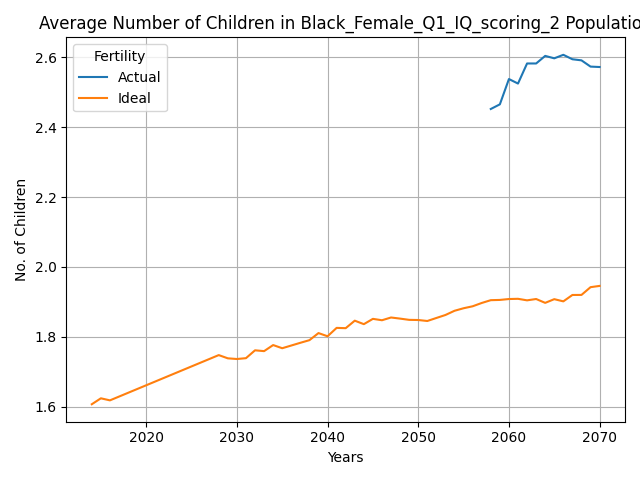 Average Number of Children in Black_Female_Q1_IQ_scoring_2 Populatio
Fertility
Actual
Ideal
No. of Children
2.6
2.4
2.2
2.0
1.8
1.6
2020 2030 2040 2050 2060 2070
Years